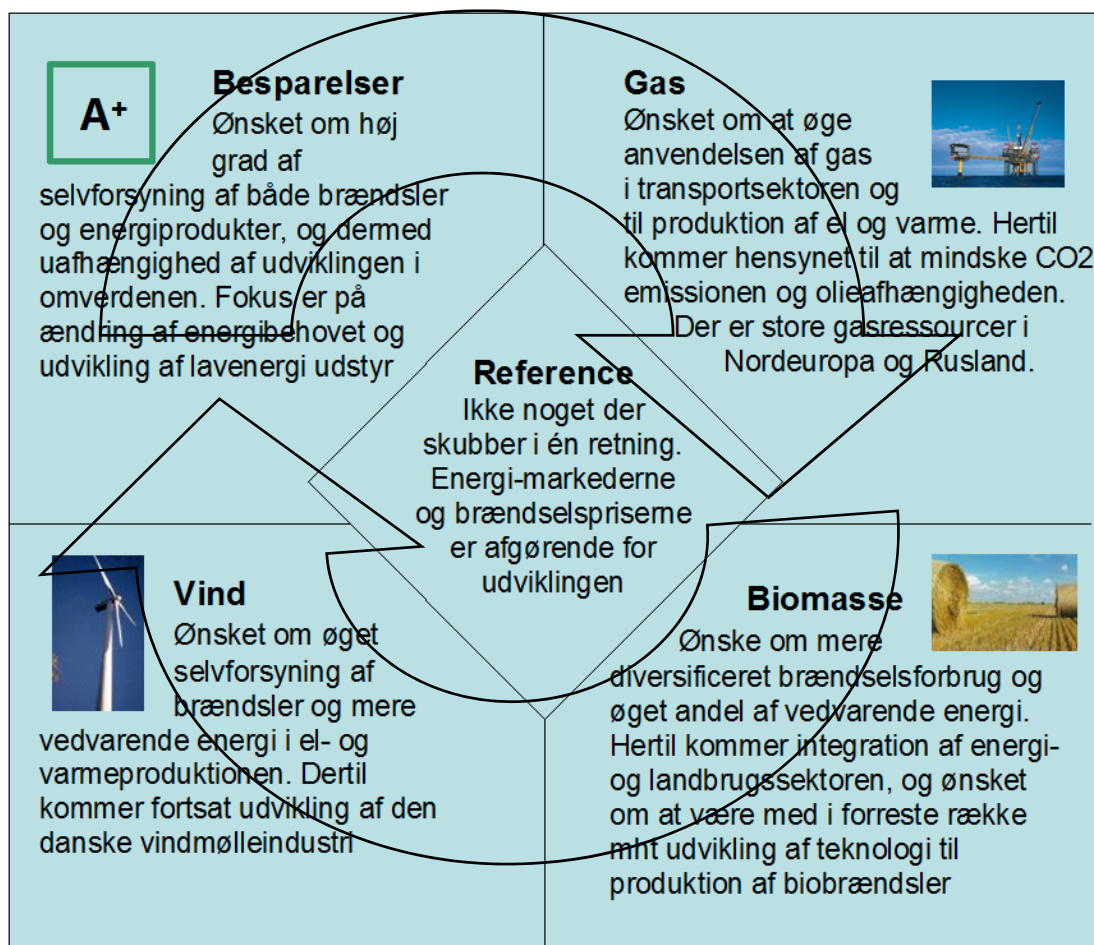 A+
Besparelser
Ønsket om høj
grad af
selvforsyning af både brændsler
og energiprodukter, og dermed
uafhængighed af udviklingen i
omverdenen. Fokus er på
ændring af energibehovet og
udvikling af lavenergi udstyr
Gas
Ønsket om at øge
anvendelsen af gas
i transportsektoren og
til produktion af el og varme. Hertil
kommer hensynet til at mindske CO2
emissionen og olieafhængigheden.
Der er store gasressourcer i
Nordeuropa og Rusland.
Reference
Ikke noget der
skubber i én retning.
Energi-markederne
og brændselspriserne
er afgørende for
udviklingen
Vind
Ønsket om øget
selvforsyning af
brændsler og mere
vedvarende energi i el- og
varmeproduktionen. Dertil
kommer fortsat udvikling af den
danske vindmølleindustri
Biomasse
Ønske om mere
diversificeret brændselsforbrug og
øget andel af vedvarende energi.
Hertil kommer integration af energi-
og landbrugssektoren, og ønsket
om at være med i forreste række
mht udvikling af teknologi til
produktion af biobrændsler